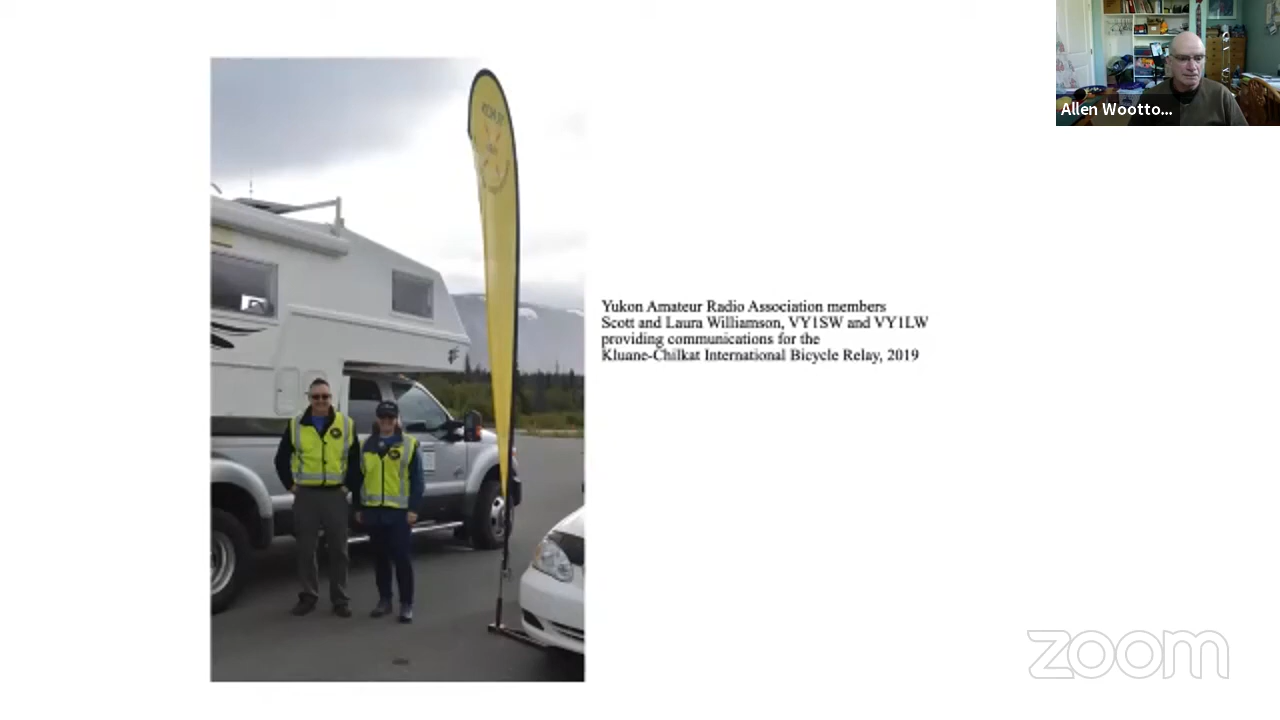 Allen Wootto...
Yukon Amateur Radio Association members
Scott and Laura Williamson, VY1SW and VY1LW
providing communications for the
Kluane-Chilkat International Bicycle Relay, 2019
zoom